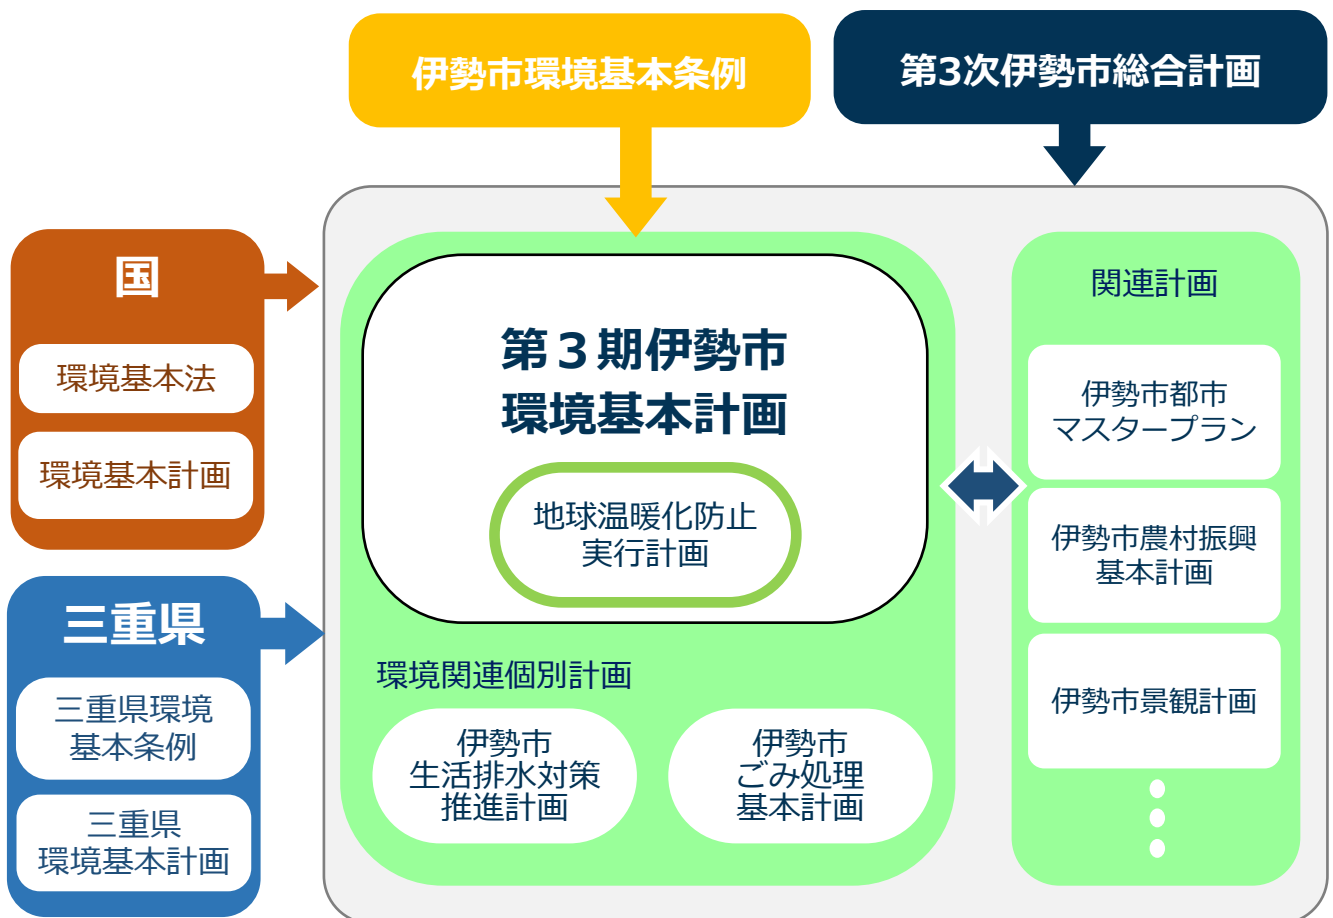 伊勢市環境基本条例
第3次伊勢市総合計画
国
環境基本法
環境基本計画
三重県
三重県環境
基本条例
三重県
環境基本計画
第３期伊勢市
環境基本計画
地球温暖化防止
実行計画
環境関連個別計画
伊勢市
生活排水対策
推進計画
伊勢市
ごみ処理
基本計画
関連計画
伊勢市都市
マスタープラン
伊勢市農村振興
基本計画
伊勢市景観計画